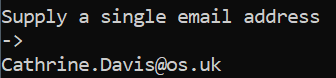 Supply a single email address
->
Cathrine.Davis@os.uk